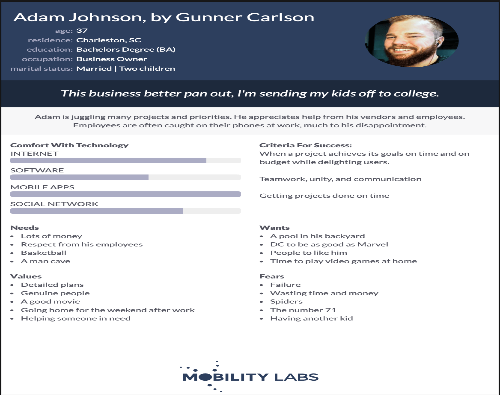 Adam Johnson, by Gunner Carlson
age: 37
residence: Charleston, SC
education: Bachelors Degree (BA)
occupation: Business Owner
marital status: Married | Two children
This business better pan out, I'm sending my kids off to college.
Adam is juggling many projects and priorities. He appreciates help from his vendors and employees.
Employees are often caught on their phones at work, much to his disappointment.
Comfort With Technology
INTERNET
SOFTWARE
MOBILE APPS
SOCIAL NETWORK
Criteria For Success:
When a project achieves its goals on time and on
budget while delighting users.
Teamwork, unity, and communication
Getting projects done on time
Needs
• Lots of money
• Respect from his employees
• Basketball
• A man cave
Wants
• A pool in his backyard
• DC to be as good as Marvel
• People to like him
• Time to play video games at home
Values
• Detailed plans
• Genuine people
• A good movie
• Going home for the weekend after work
• Helping someone in need
Fears
• Failure
• Wasting time and money
• Spiders
• The number 71
• Having another kid
MOBILITY LABS